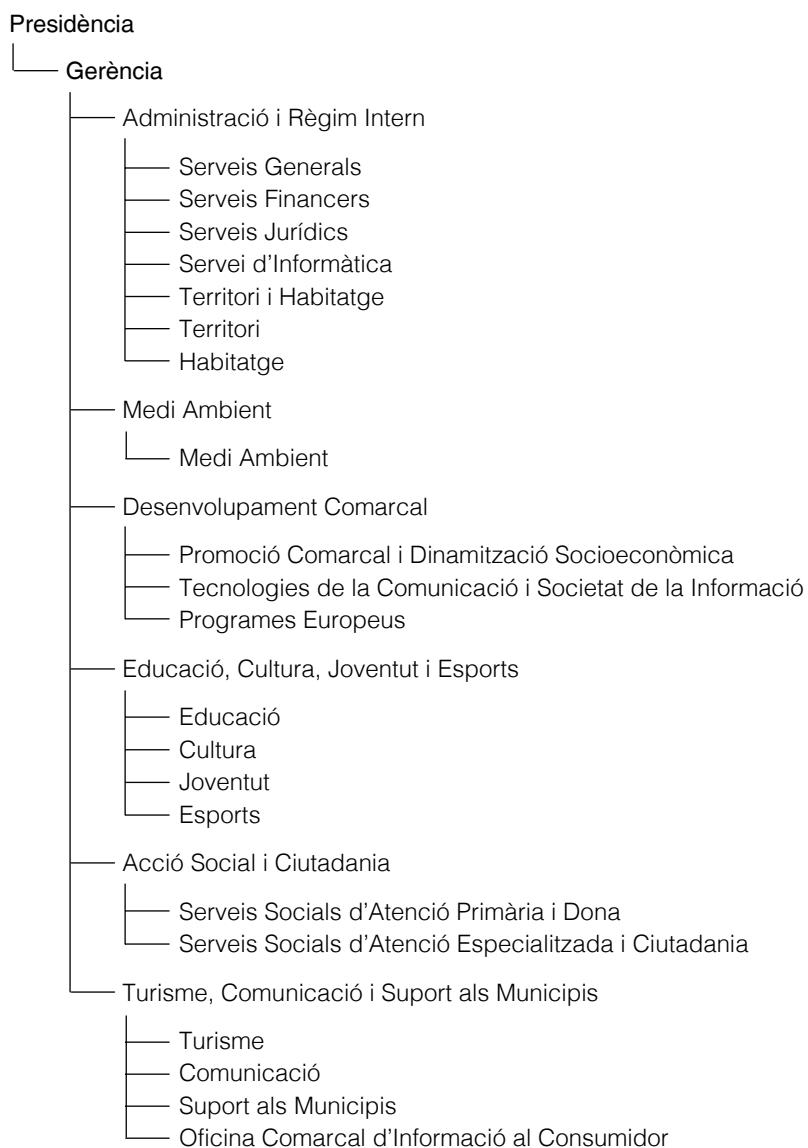 Presidència
Gerència
Administració i Règim Intern
Serveis Generals
Serveis Financers
Serveis Jurídics
Servei d’Informàtica
Territori i Habitatge
Territori
Habitatge
Medi Ambient
Medi Ambient
Desenvolupament Comarcal
Promoció Comarcal i Dinamització Socioeconòmica
Tecnologies de la Comunicació i Societat de la Informació
Programes Europeus
Educació, Cultura, Joventut i Esports
Educació
Cultura
Joventut
Esports
Acció Social i Ciutadania
Serveis Socials d’Atenció Primària i Dona
Serveis Socials d’Atenció Especialitzada i Ciutadania
Turisme, Comunicació i Suport als Municipis
Turisme
Comunicació
Suport als Municipis
Oficina Comarcal d’Informació al Consumidor